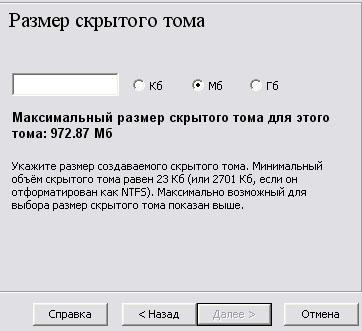 Размер скрытого тома
Кб
Мб
Гб
Максимальный размер скрытого тома для этого
тома: 972.87 Мб
Укажите размер создаваемого скрытого тома. Минимальный
объём скрытого тома равен 23 Кб (или 2701 Кб, если он
отформатирован как NTFS). Максимально возможный для
выбора размер скрытого тома показан выше.
Справка
< Назад
Далее >
Отмена